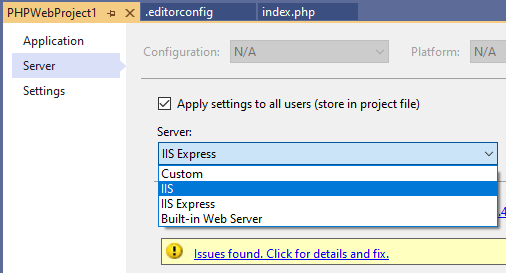 PHPWebProject1 .editorconfig index.php
Application
Server
Settings
Configuration: N/A Platform: N/A
Apply settings to all users (store in project file)
Server:
IIS Express
Custom
IIS
IIS Express
Built-in Web Server
.4
Issues found. Click for details and fix.